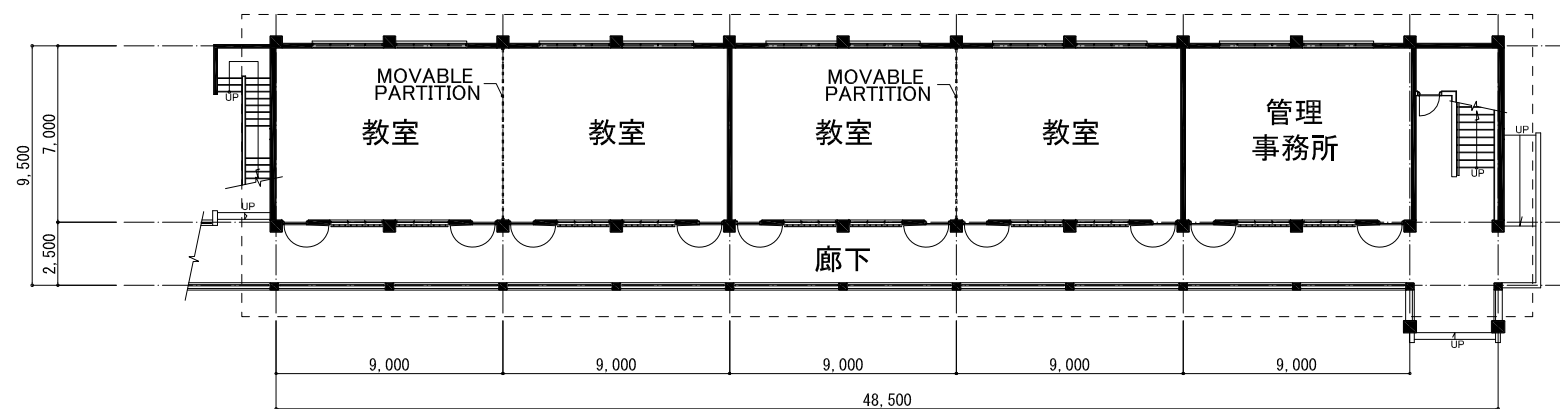 MOVABLE
PARTITION
MOVABLE
PARTITION
教室
教室
教室
教室
管理
事務所
廊下
UP
UP
UP
UP
UP
UP
9,500
7,000
2,500
9,000
9,000
9,000
9,000
9,000
48,500